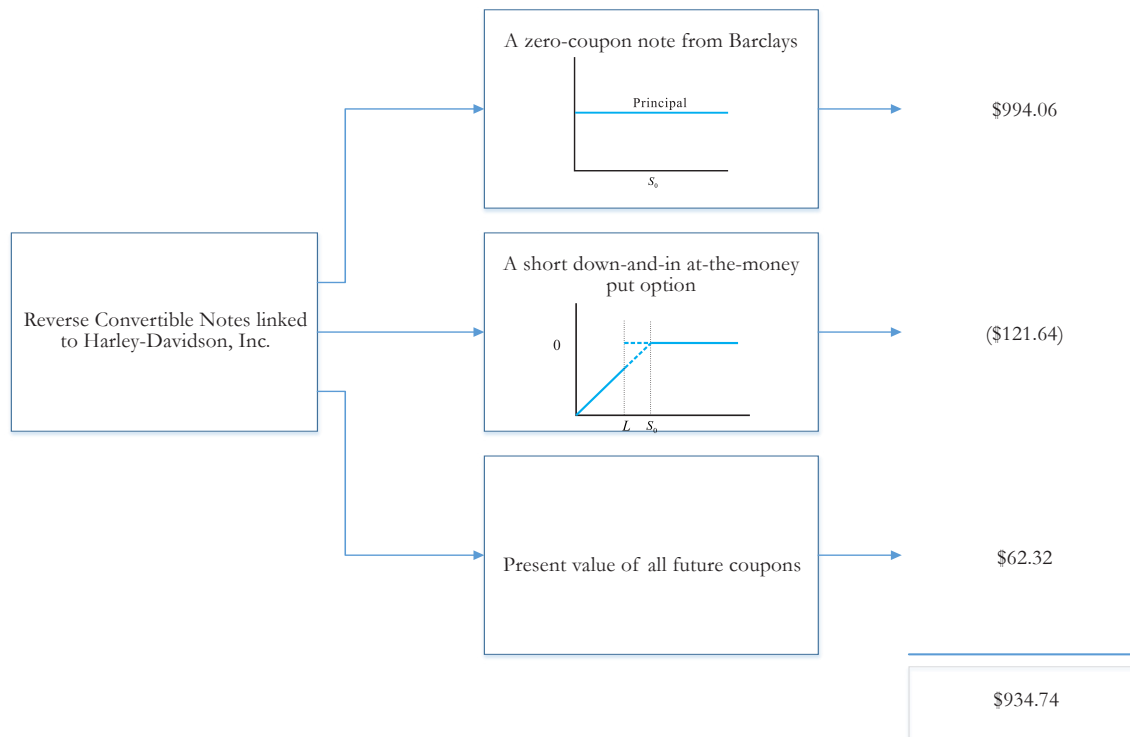 A zero-coupon note from Barclays
Principal
S₀
$994.06
Reverse Convertible Notes linked
to Harley-Davidson, Inc.
A short down-and-in at-the-money
put option
0
L S₀
($121.64)
Present value of all future coupons
$62.32
$934.74